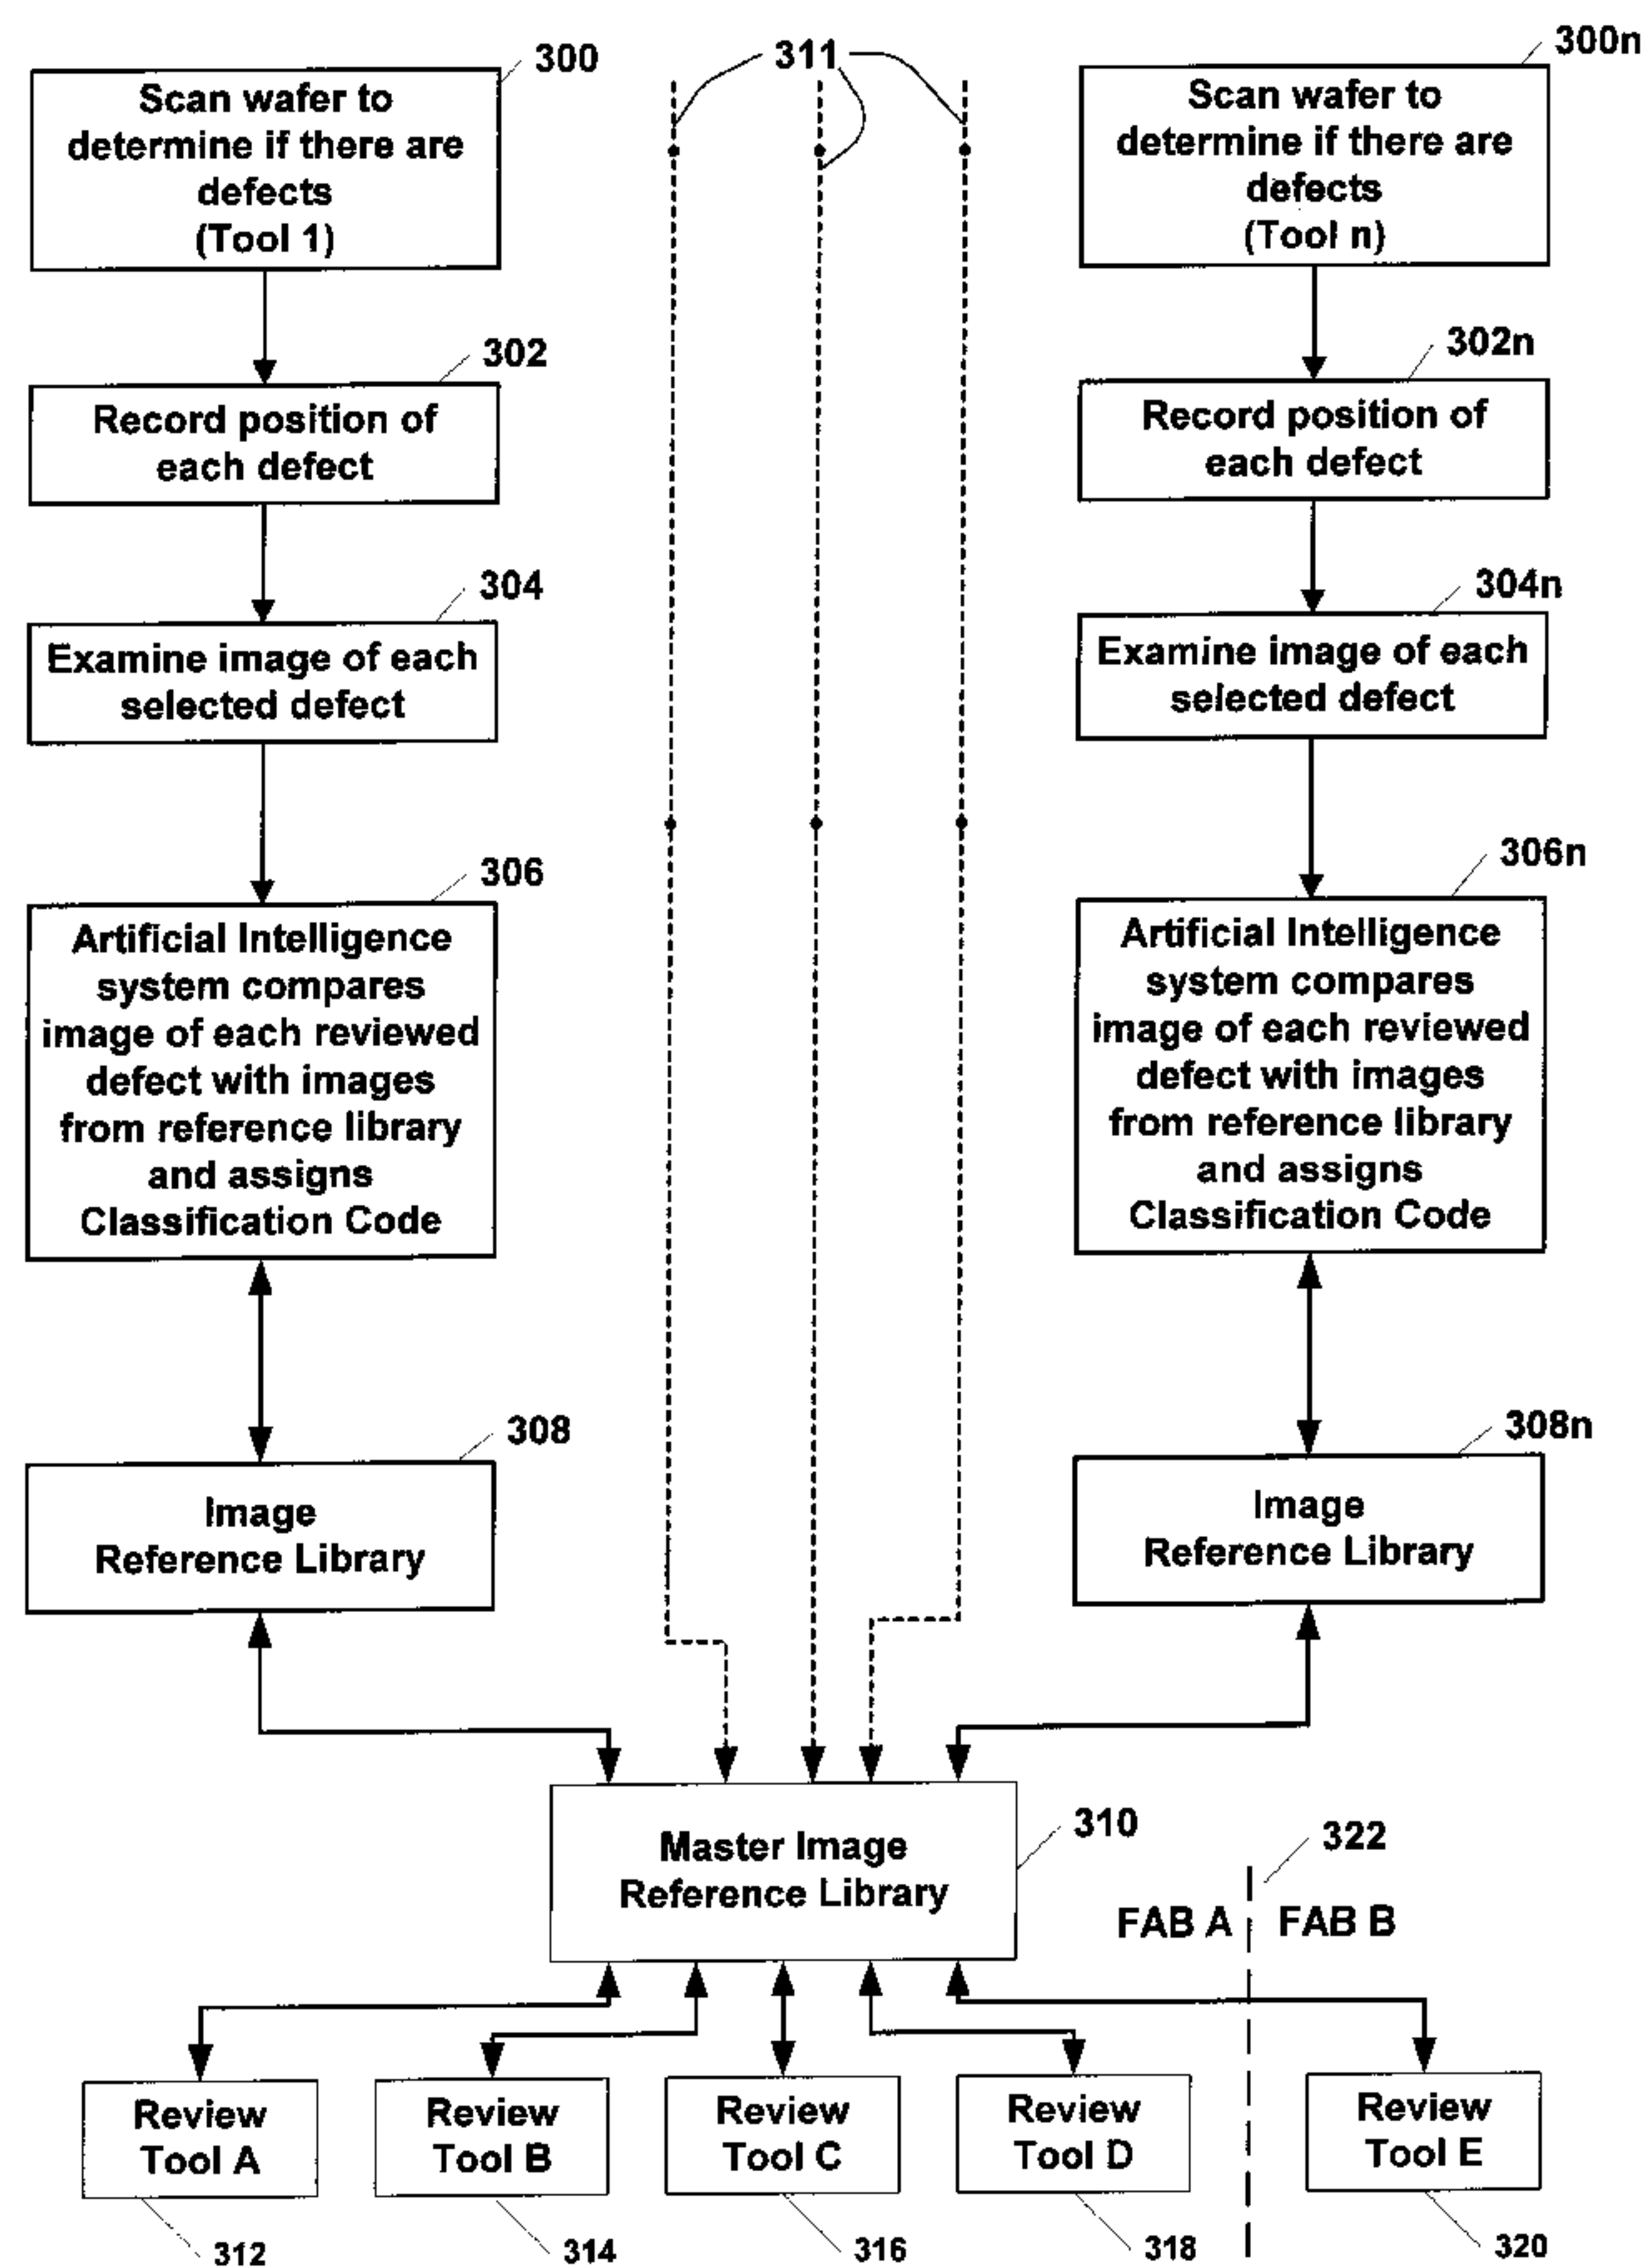 300
Scan wafer to
determine if there are
defects
(Tool 1)
302
Record position of
each defect
304
Examine image of each
selected defect
306
Artificial Intelligence
system compares
image of each reviewed
defect with images
from reference library
and assigns
Classification Code
308
Image
Reference Library
311
300n
Scan wafer to
determine if there are
defects
(Tool n)
302n
Record position of
each defect
304n
Examine image of each
selected defect
306n
Artificial Intelligence
system compares
image of each reviewed
defect with images
from reference library
and assigns
Classification Code
308n
Image
Reference Library
310
Master Image
Reference Library
322
FAB A
FAB B
Review
Tool A
312
Review
Tool B
314
Review
Tool C
316
Review
Tool D
318
Review
Tool E
320